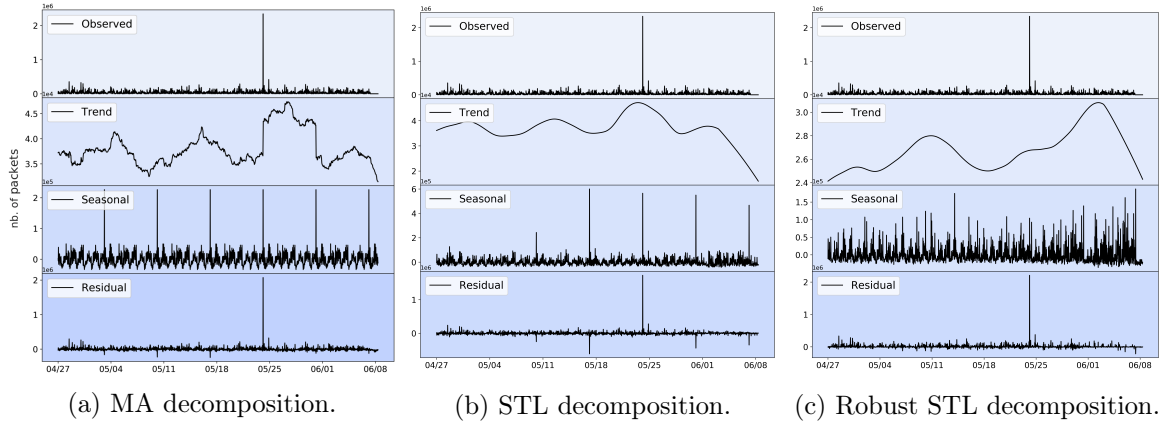 1e6
Observed
2
1
0
1e4
Trend
4.5
4.0
3.5
1e5
Seasonal
2
1
0
1e6
Residual
2
1
0
nb. of packets
04/27 05/04 05/11 05/18 05/25 06/01 06/08
(a) MA decomposition.
1e6
Observed
2
1
0
1e4
Trend
4
3
2
1e5
Seasonal
6
4
2
0
1e6
Residual
1
0
04/27 05/04 05/11 05/18 05/25 06/01 06/08
(b) STL decomposition.
1e6
Observed
2
1
0
1e4
Trend
3.0
2.8
2.6
2.4
1e5
Seasonal
1.5
1.0
0.5
0.0
1e6
Residual
2
1
0
04/27 05/04 05/11 05/18 05/25 06/01 06/08
(c) Robust STL decomposition.